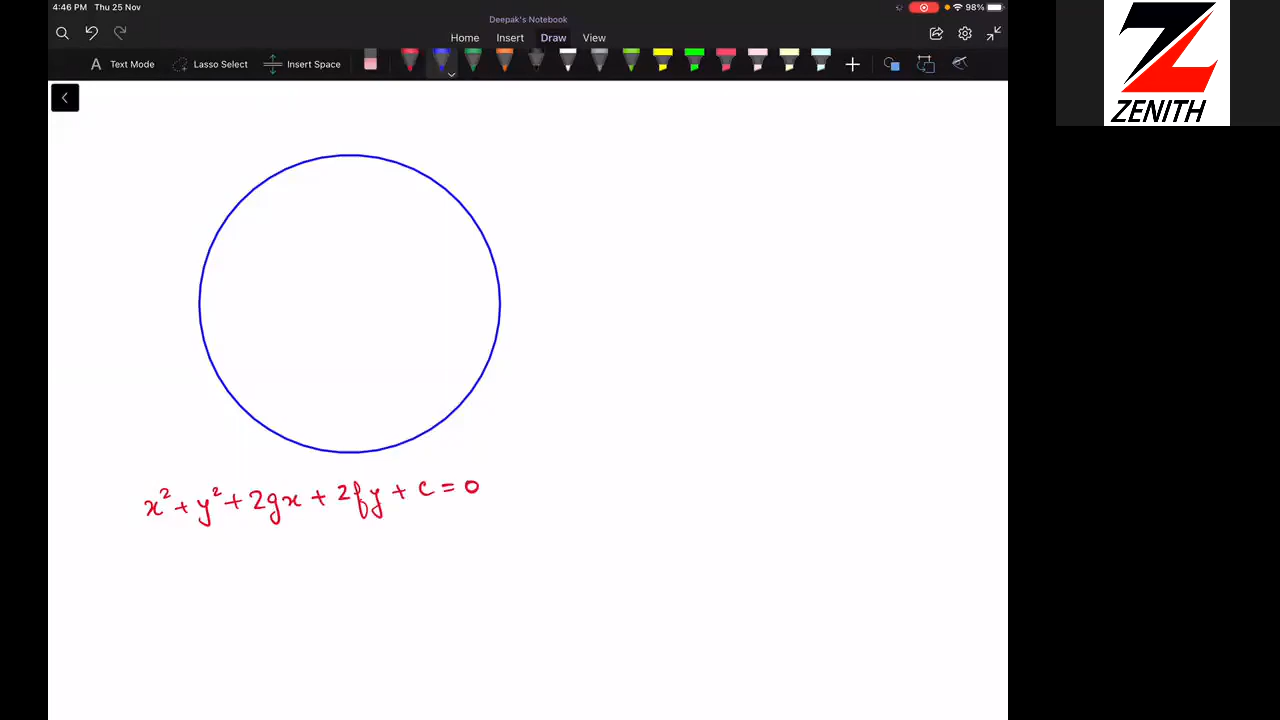 4:46 PM Thu 25 Nov
98%
Deepak's Notebook
Home Insert Draw View
A Text Mode Lasso Select Insert Space
ZENITH
x² + y² + 2gx + 2fy + c = 0